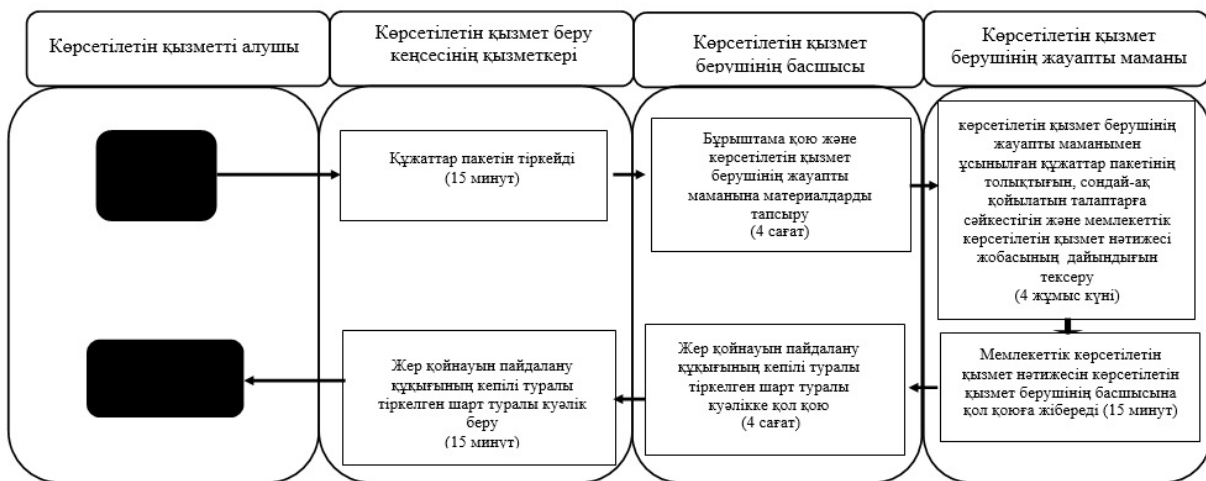 Көрсетілетін қызметті алушы
Көрсетілетін қызмет беру
кеңсесінің қызметкері
Көрсетілетін қызмет
берушінің басшысы
Көрсетілетін қызмет
берушінің жауапты маманы
Құжаттар пакетін тіркейді
(15 минут)
Бұрыштама қою және
көрсетілетін қызмет
берушінің жауапты
маманына материалдарды
тапсыру
(4 сағат)
көрсетілетін қызмет берушінің
жауапты маманымен
ұсынылған құжаттар пакетінің
толықтығын, сондай-ақ
қойылатын талаптарға
сәйкестігін және мемлекеттік
көрсетілетін қызмет нәтижесі
жобасының дайындығын
тексеру
(4 жұмыс күні)
Мемлекеттік көрсетілетін
қызмет нәтижесін көрсетілетін
қызмет берушінің басшысына
қол қоюға жібереді (15 минут)
Жер қойнауын пайдалану
құқығының кепілі туралы
тіркелген шарт туралы
куәлікке қол қою
(4 сағат)
Жер қойнауын пайдалану
құқығының кепілі туралы
тіркелген шарт туралы куәлік
беру
(15 минут)